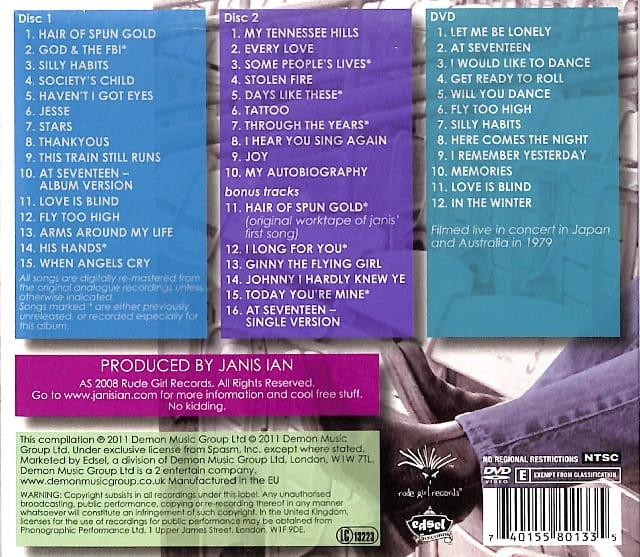 Disc 1
1. HAIR OF SPUN GOLD
2. GOD & THE FBI*
3. SILLY HABITS
4. SOCIETY'S CHILD
5. HAVEN'T I GOT EYES
6. JESSE
7. STARS
8. THANKYOUS
9. THIS TRAIN STILL RUNS
10. AT SEVENTEEN –
ALBUM VERSION
11. LOVE IS BLIND
12. FLY TOO HIGH
13. ARMS AROUND MY LIFE
14. HIS HANDS*
15. WHEN ANGELS CRY
All songs are digitally re-mastered from
the original analogue recordings unless
otherwise indicated.
Songs marked * are either previously
unreleased, or recorded especially for
this album.
Disc 2
1. MY TENNESSEE HILLS
2. EVERY LOVE
3. SOME PEOPLE'S LIVES*
4. STOLEN FIRE
5. DAYS LIKE THESE*
6. TATTOO
7. THROUGH THE YEARS*
8. I HEAR YOU SING AGAIN
9. JOY
10. MY AUTOBIOGRAPHY
bonus tracks
11. HAIR OF SPUN GOLD*
(original worktape of janis'
first song)
12. I LONG FOR YOU*
13. GINNY THE FLYING GIRL
14. JOHNNY I HARDLY KNEW YE
15. TODAY YOU'RE MINE*
16. AT SEVENTEEN –
SINGLE VERSION
DVD
1. LET ME BE LONELY
2. AT SEVENTEEN
3. I WOULD LIKE TO DANCE
4. GET READY TO ROLL
5. WILL YOU DANCE
6. FLY TOO HIGH
7. SILLY HABITS
8. HERE COMES THE NIGHT
9. I REMEMBER YESTERDAY
10. MEMORIES
11. LOVE IS BLIND
12. IN THE WINTER
Filmed live in concert in Japan
and Australia in 1979
PRODUCED BY JANIS IAN
AS 2008 Rude Girl Records. All Rights Reserved.
Go to www.janisian.com for more information and cool free stuff.
No kidding.
This compilation ℗ 2011 Demon Music Group Ltd © 2011 Demon Music
Group Ltd. Under exclusive license from Spasm, Inc. except where stated.
Marketed by Edsel, a division of Demon Music Group Ltd, London, W1W 7TL.
Demon Music Group Ltd is a 2 entertain company.
www.demonmusicgroup.co.uk Manufactured in the EU
WARNING: Copyright subsists in all recordings under this label. Any unauthorised
broadcasting, public performance, copying or re-recording thereof in any manner
whatsoever will constitute an infringement of such copyright. In the United Kingdom,
licences for the use of recordings for public performance may be obtained from
Phonographic Performance Ltd, 1 Upper James Street, London, W1F 9DE.
LC 13223
rude girl records
edsel
NO REGIONAL RESTRICTIONS NTSC
DVD VIDEO E EXEMPT FROM CLASSIFICATION
7 40155 80133 5